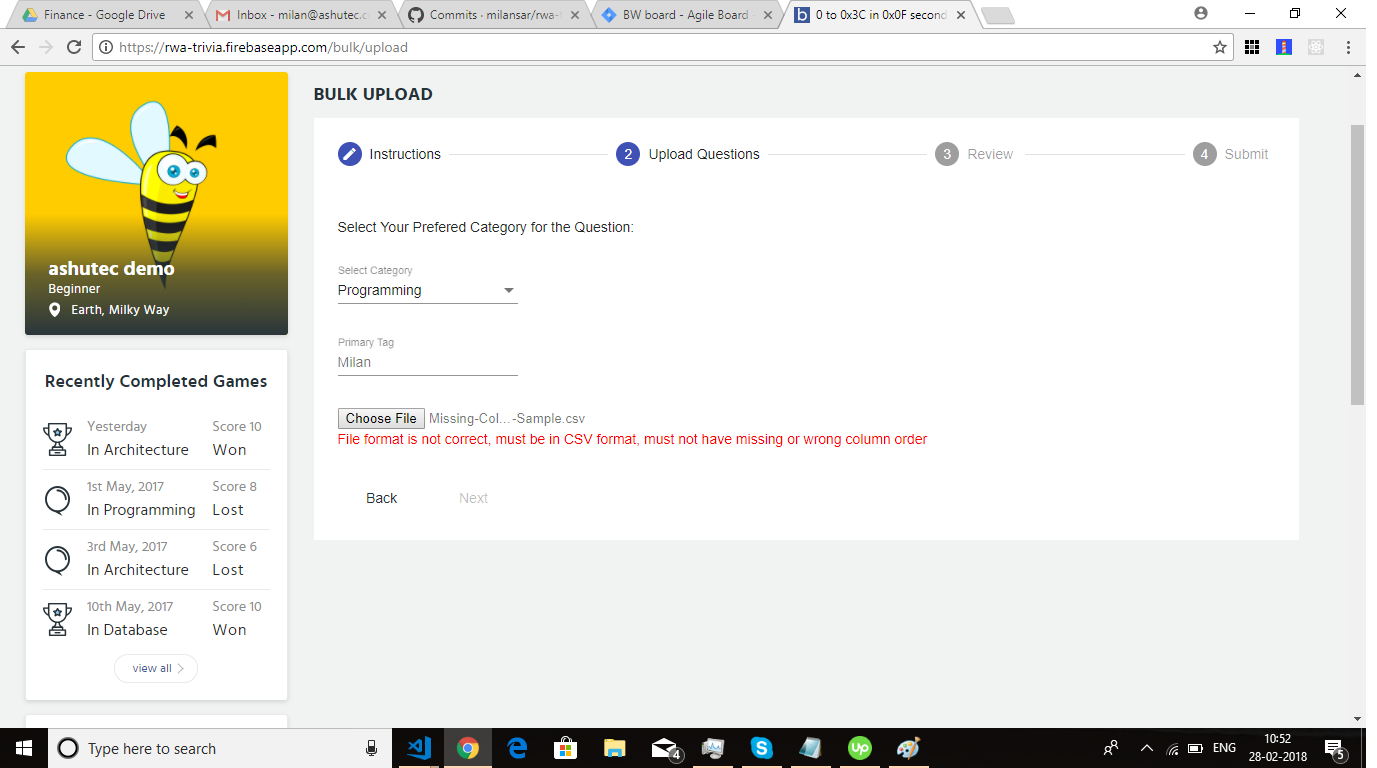 Finance - Google Drive
Inbox - milan@ashutec.c
Commits · milansar/rwa-t
BW board - Agile Board -
0 to 0x3C in 0x0F second
https://rwa-trivia.firebaseapp.com/bulk/upload
ashutec demo
Beginner
Earth, Milky Way
Recently Completed Games
Yesterday Score 10
In Architecture Won
1st May, 2017 Score 8
In Programming Lost
3rd May, 2017 Score 6
In Architecture Lost
10th May, 2017 Score 10
In Database Won
view all
BULK UPLOAD
Instructions
2 Upload Questions
3 Review
4 Submit
Select Your Prefered Category for the Question:
Select Category
Programming
Primary Tag
Milan
Choose File Missing-Col...-Sample.csv
File format is not correct, must be in CSV format, must not have missing or wrong column order
Back Next
Type here to search
4
up
ENG
10:52
28-02-2018
5